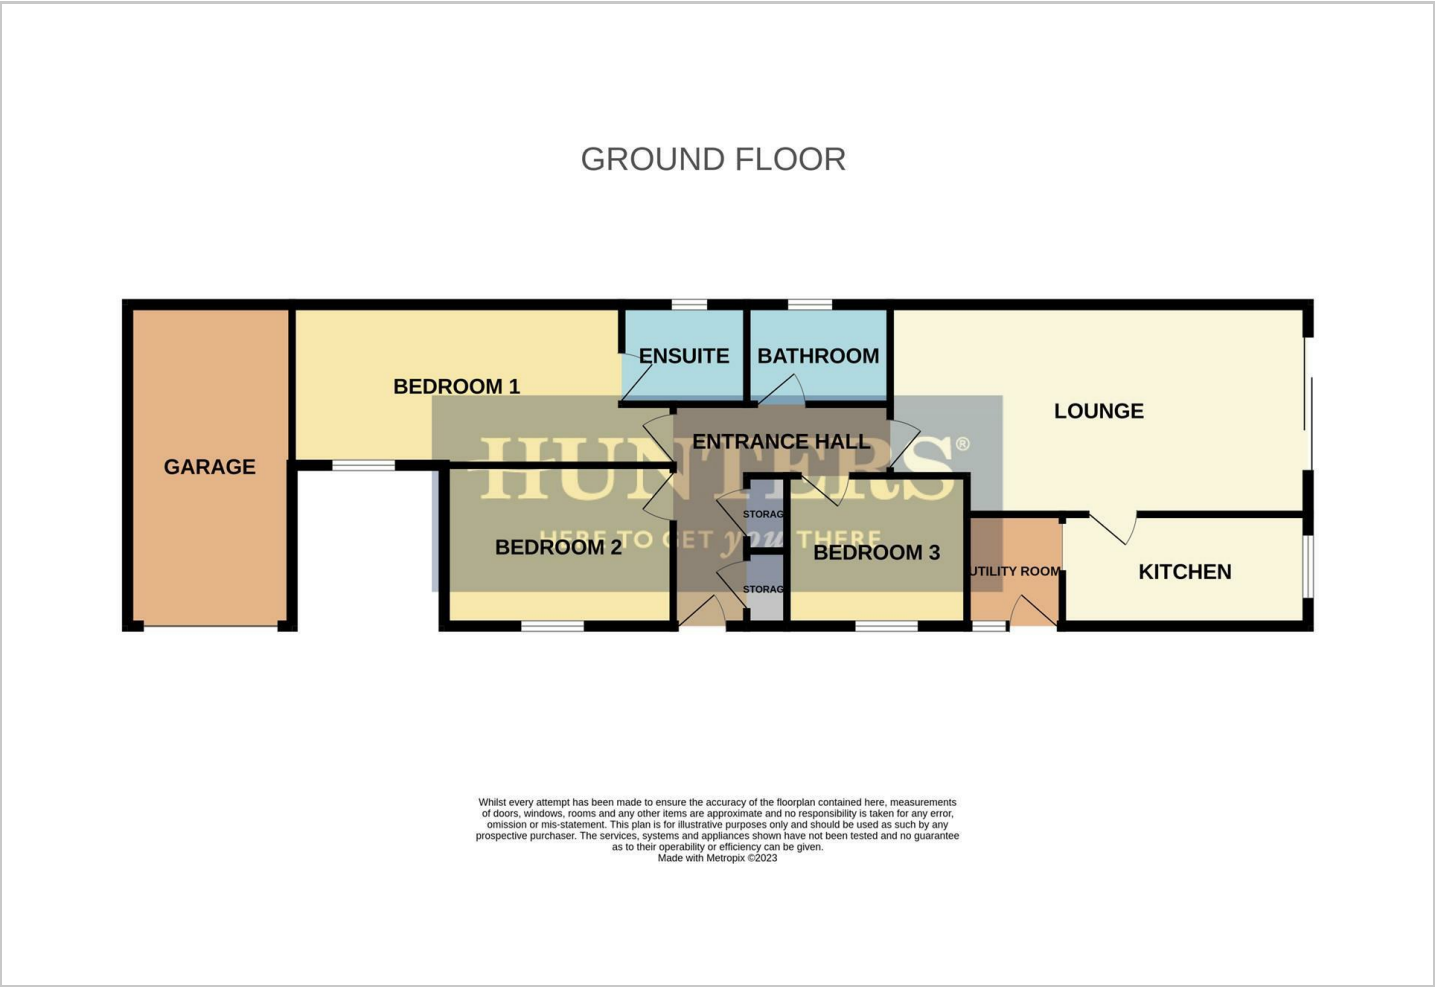 GROUND FLOOR
ENSUITE
BATHROOM
BEDROOM 1
LOUNGE
GARAGE
ENTRANCE HALL
HUNTERS®
HERE TO GET you THERE
STORAG
BEDROOM 2
BEDROOM 3
STORAG
UTILITY ROOM
KITCHEN
Whilst every attempt has been made to ensure the accuracy of the floorplan contained here, measurements
of doors, windows, rooms and any other items are approximate and no responsibility is taken for any error,
omission or mis-statement. This plan is for illustrative purposes only and should be used as such by any
prospective purchaser. The services, systems and appliances shown have not been tested and no guarantee
as to their operability or efficiency can be given.
Made with Metropix ©2023